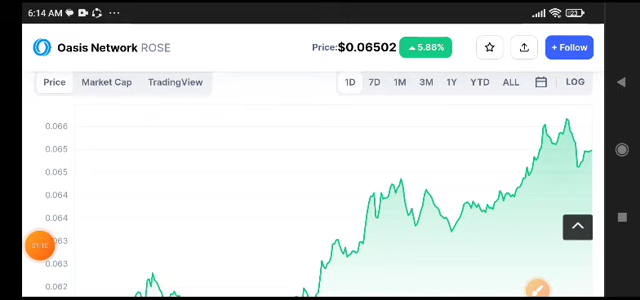 6:14 AM
Oasis Network ROSE
Price: $0.06502 5.86% + Follow
Price Market Cap TradingView
1D 7D 1M 3M 1Y YTD ALL LOG
0.066
0.065
0.065
0.064
0.064
0.063
0.063
0.062